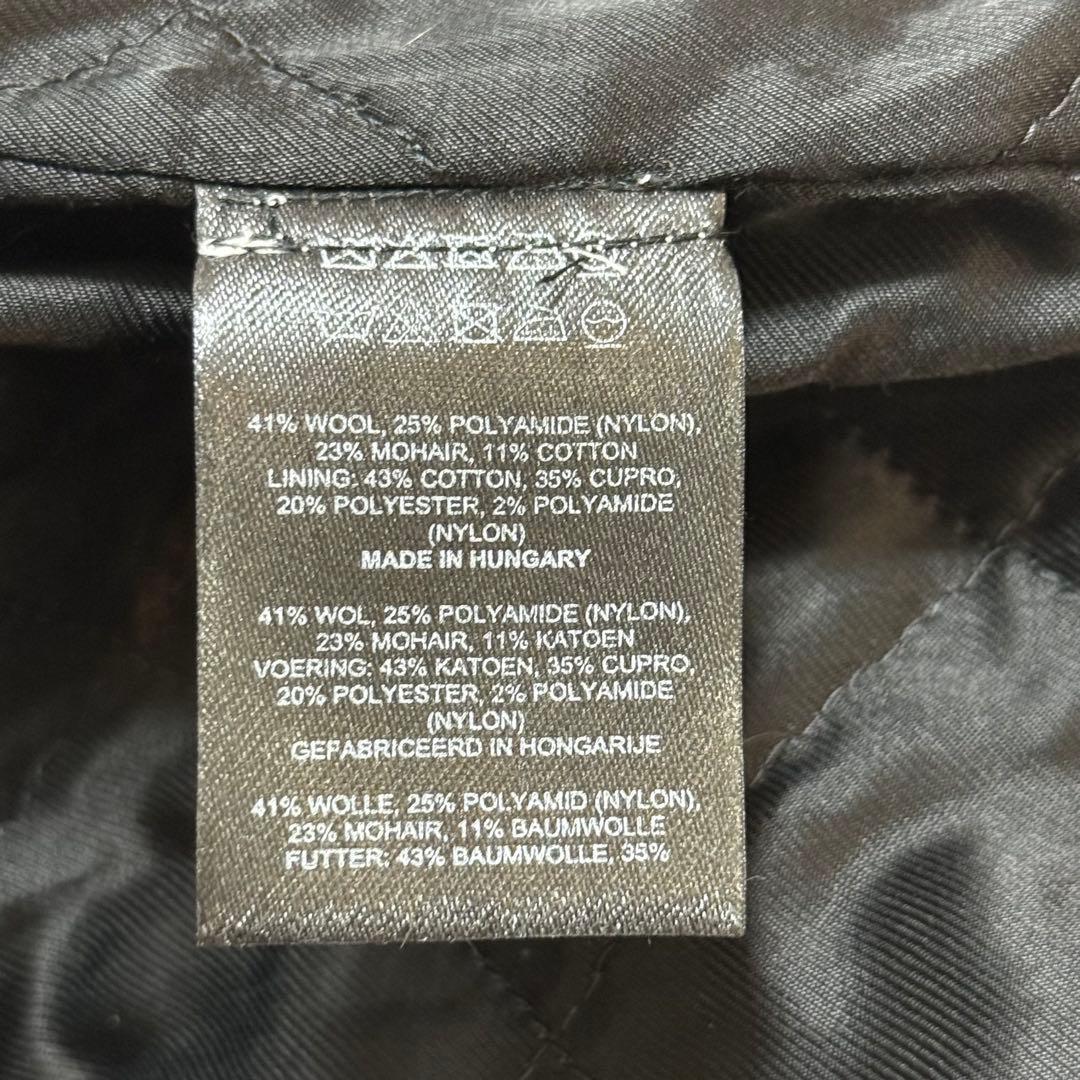 41% WOOL, 25% POLYAMIDE (NYLON),
23% MOHAIR, 11% COTTON
LINING: 43% COTTON, 35% CUPRO,
20% POLYESTER, 2% POLYAMIDE
(NYLON)
MADE IN HUNGARY
41% WOL, 25% POLYAMIDE (NYLON),
23% MOHAIR, 11% KATOEN
VOERING: 43% KATOEN, 35% CUPRO,
20% POLYESTER, 2% POLYAMIDE
(NYLON)
GEFABRICEERD IN HONGARIJE
41% WOLLE, 25% POLYAMID (NYLON),
23% MOHAIR, 11% BAUMWOLLE
FUTTER: 43% BAUMWOLLE, 35%